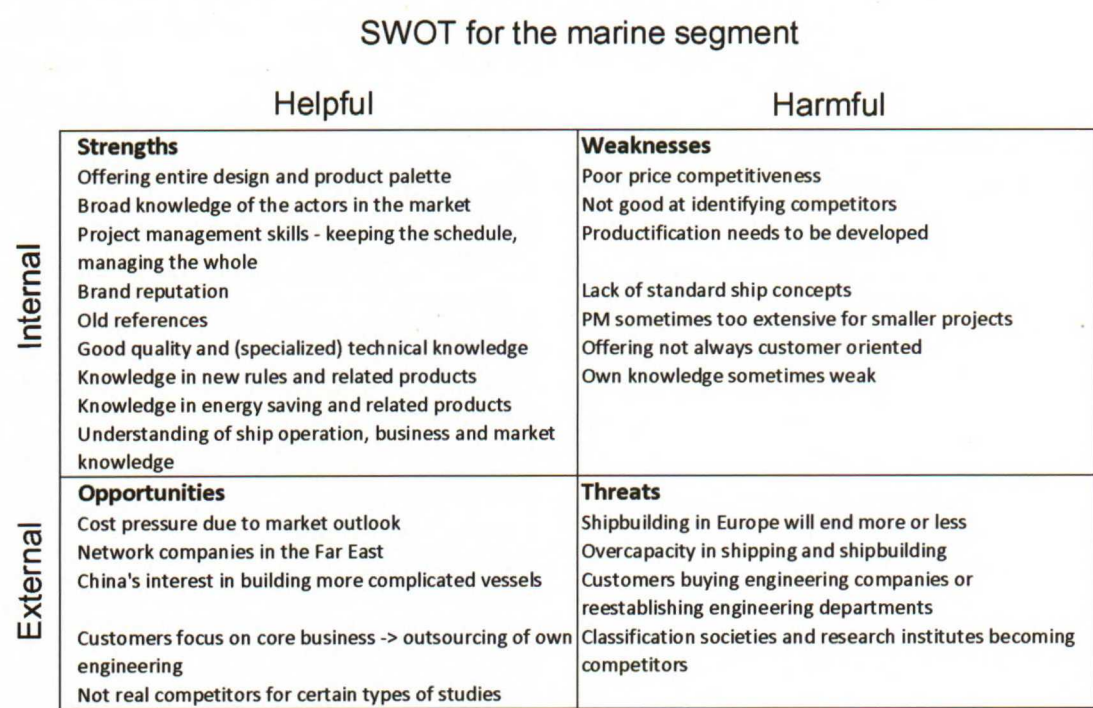 SWOT for the marine segment
Helpful
Harmful
Internal
Strengths
Offering entire design and product palette
Broad knowledge of the actors in the market
Project management skills - keeping the schedule,
managing the whole
Brand reputation
Old references
Good quality and (specialized) technical knowledge
Knowledge in new rules and related products
Knowledge in energy saving and related products
Understanding of ship operation, business and market
knowledge
Weaknesses
Poor price competitiveness
Not good at identifying competitors
Productification needs to be developed
Lack of standard ship concepts
PM sometimes too extensive for smaller projects
Offering not always customer oriented
Own knowledge sometimes weak
External
Opportunities
Cost pressure due to market outlook
Network companies in the Far East
China's interest in building more complicated vessels
Customers focus on core business -> outsourcing of own
engineering
Not real competitors for certain types of studies
Threats
Shipbuilding in Europe will end more or less
Overcapacity in shipping and shipbuilding
Customers buying engineering companies or
reestablishing engineering departments
Classification societies and research institutes becoming
competitors